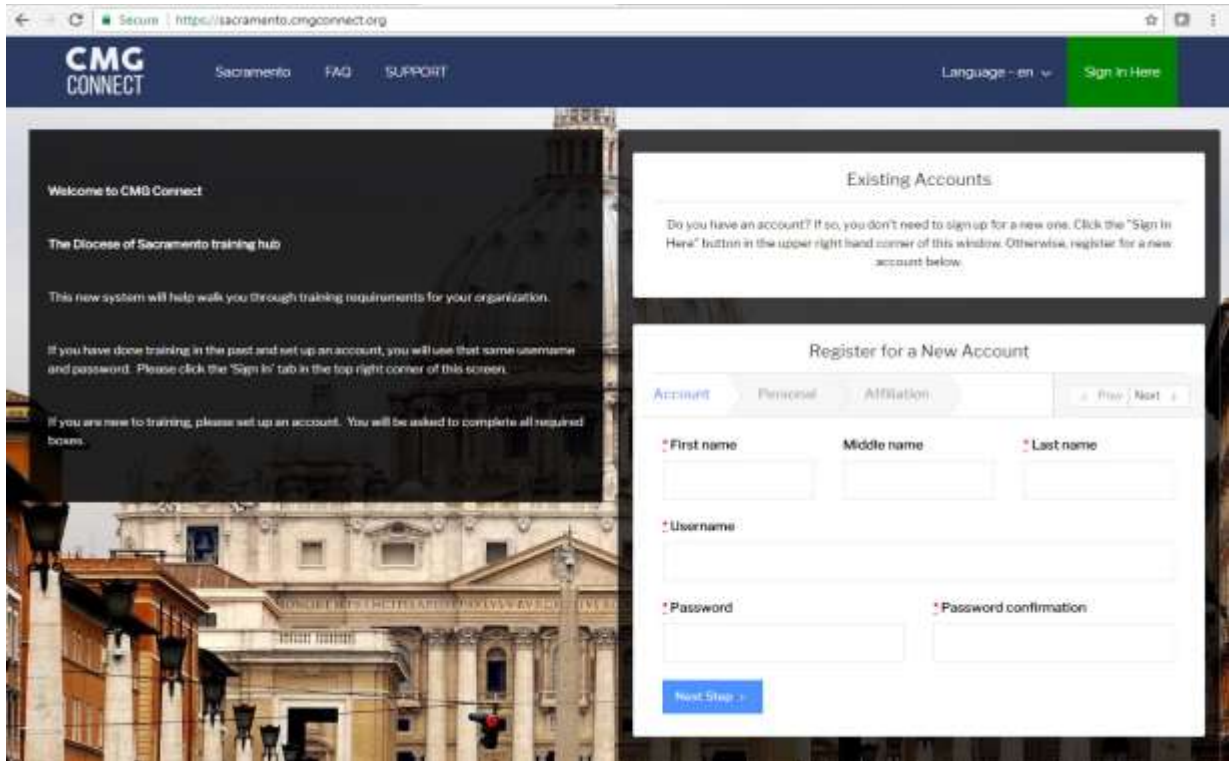 Secure https://sacramento.cmgconnect.org
CMG
CONNECT
Sacramento FAQ SUPPORT
Language - en
Sign In Here
Welcome to CMG Connect
The Diocese of Sacramento training hub
This new system will help walk you through training requirements for your organization.
If you have done training in the past and set up an account, you will use that same username
and password. Please click the 'Sign In' tab in the top right corner of this screen.
If you are new to training, please set up an account. You will be asked to complete all required
boxes.
Existing Accounts
Do you have an account? If so, you don't need to sign up for a new one. Click the "Sign In
Here" button in the upper right hand corner of this window. Otherwise, register for a new
account below.
Register for a New Account
Account Personal Affiliation Prev Next
* First name Middle name * Last name
* Username
* Password * Password confirmation
Next Step >